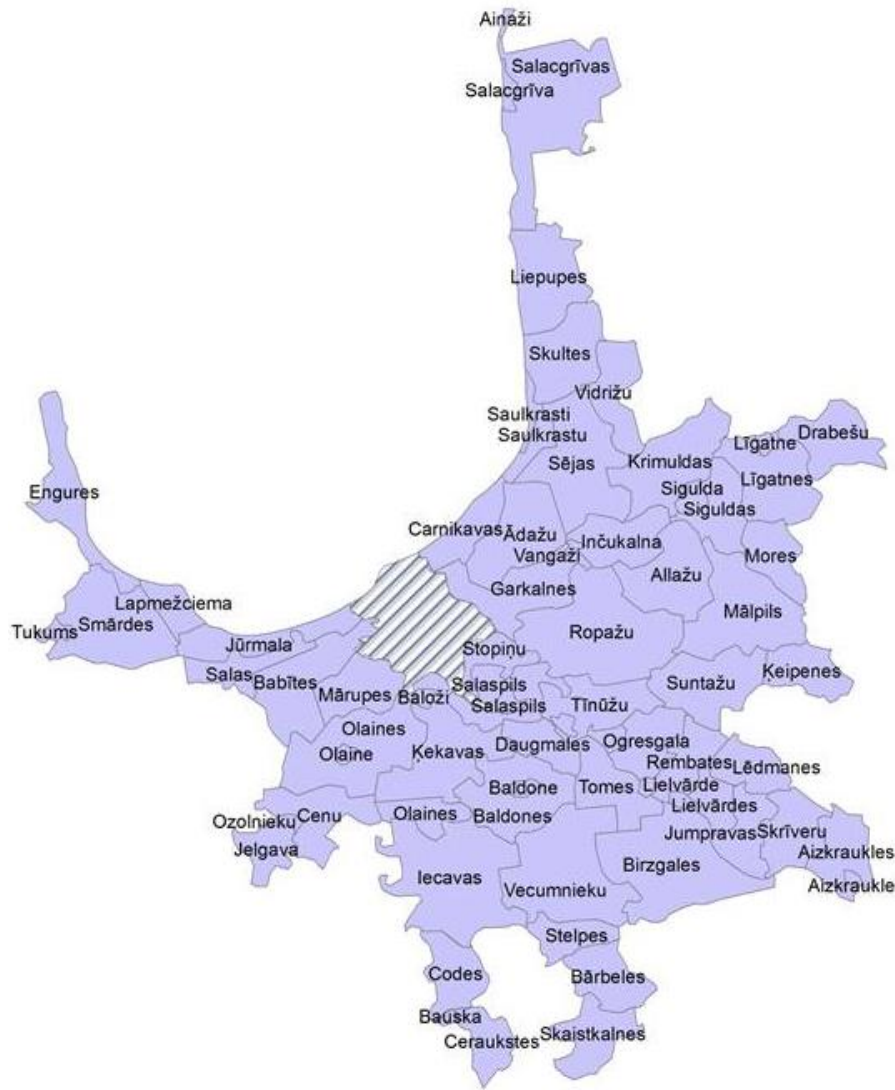 Ainaži
Salacgrīvas
Salacgrīva
Liepupes
Skultes
Vidrižu
Saulkrasti
Saulkrastu
Sējas
Krimuldas
Līgatne
Drabešu
Sigulda
Līgatnes
Siguldas
Engures
Carnikavas
Ādažu
Vangaži
Inčukalna
Mores
Allažu
Garkalnes
Lapmežciema
Mālpils
Tukums
Smārdes
Ropažu
Jūrmala
Stopiņu
Ķeipenes
Salas
Babītes
Mārupes
Baloži
Salaspils
Salaspils
Suntažu
Tīnūžu
Olaines
Olaine
Ķekavas
Daugmales
Ogresgala
Rembates
Lēdmanes
Baldone
Tomes
Lielvārde
Lielvārdes
Ozolnieku
Cenu
Olaines
Baldones
Jumpravas
Skrīveru
Jelgava
Aizkraukles
Birzgales
Iecavas
Vecumnieku
Aizkraukle
Stelpes
Codes
Bārbeles
Bauska
Ceraukstes
Skaistkalnes